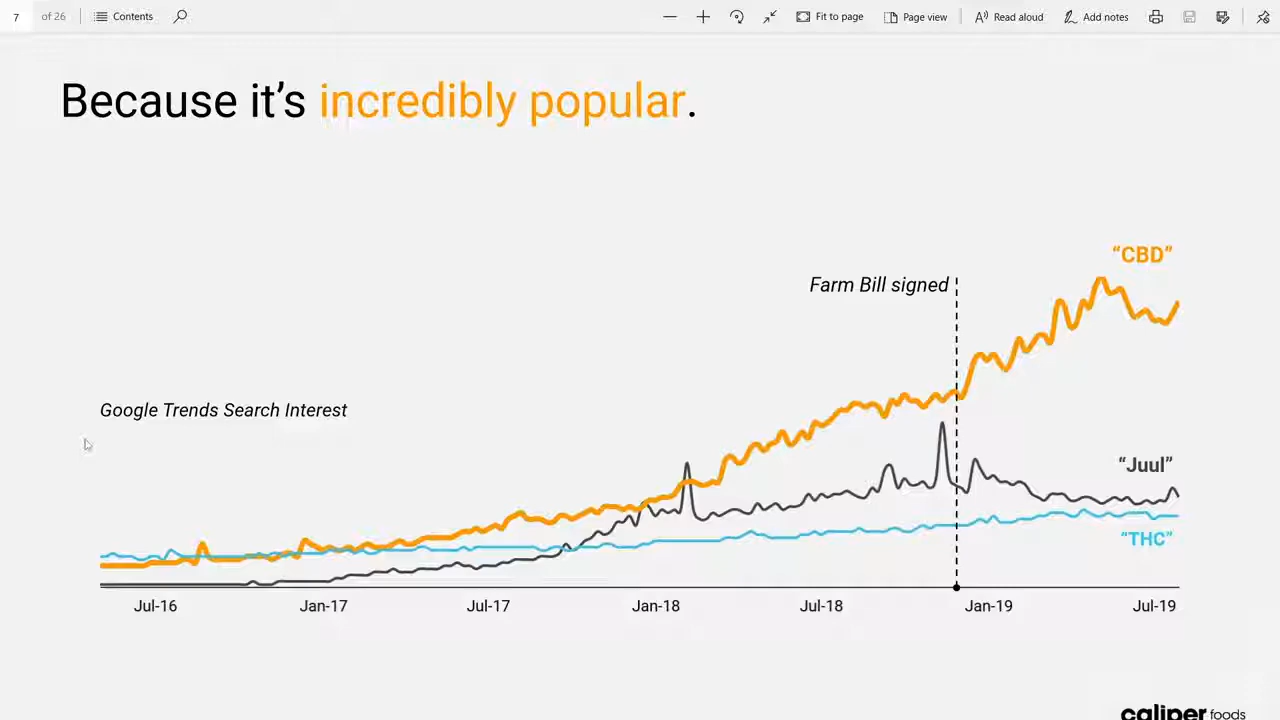 7 of 26 Contents Fit to page Page view Read aloud Add notes
Because it’s incredibly popular.
“CBD”
Farm Bill signed
Google Trends Search Interest
“Juul”
“THC”
Jul-16 Jan-17 Jul-17 Jan-18 Jul-18 Jan-19 Jul-19
caliper foods